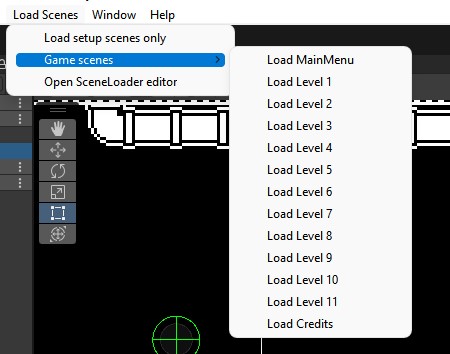 Load Scenes Window Help
Load setup scenes only
Game scenes
Open SceneLoader editor
Load MainMenu
Load Level 1
Load Level 2
Load Level 3
Load Level 4
Load Level 5
Load Level 6
Load Level 7
Load Level 8
Load Level 9
Load Level 10
Load Level 11
Load Credits